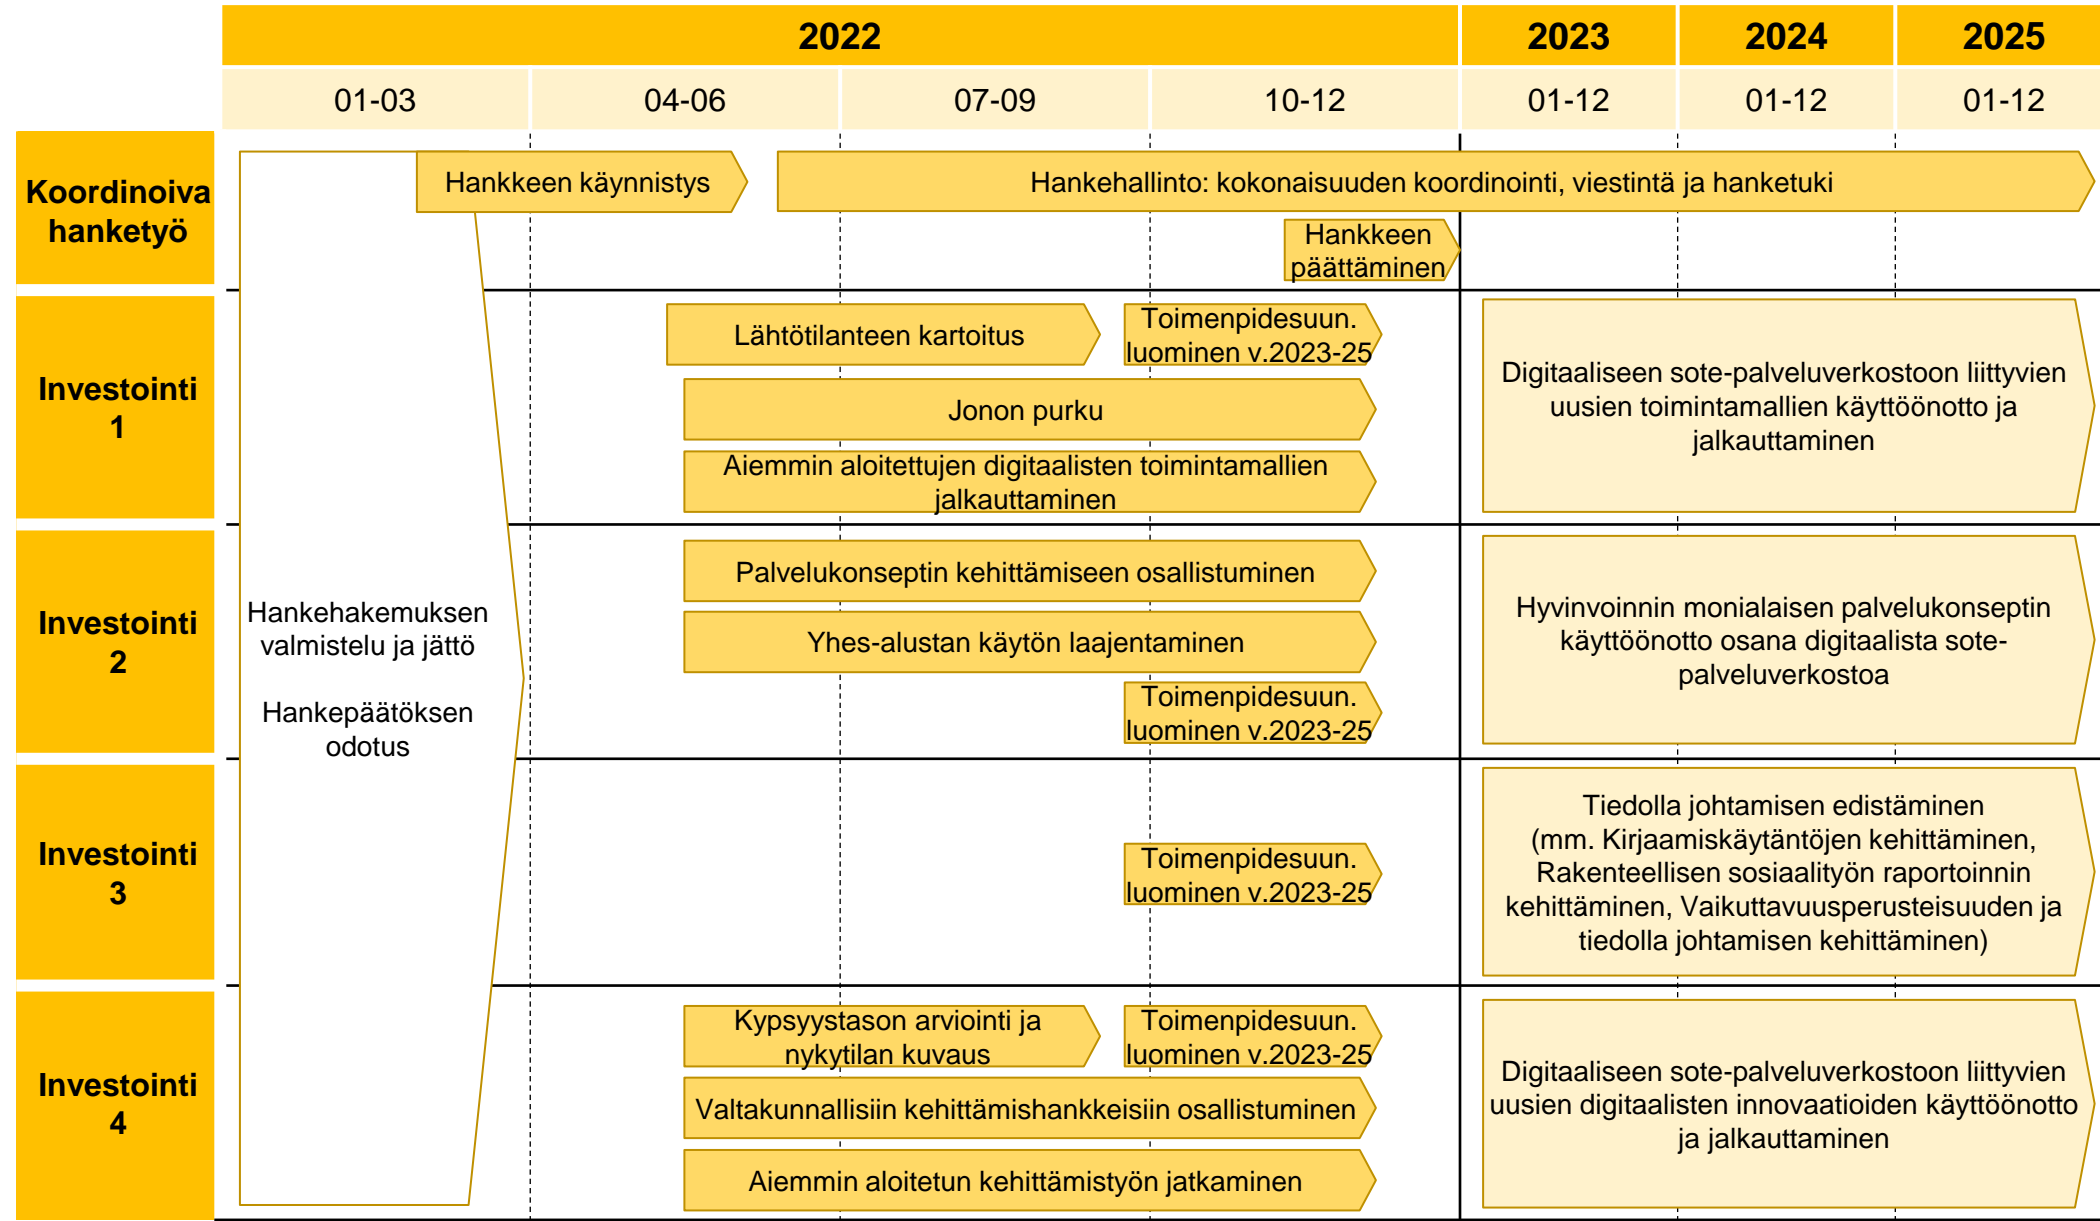 2022
2023
2024
2025
01-03
04-06
07-09
10-12
01-12
01-12
01-12
Koordinoiva
hanketyö
Hankkeen käynnistys
Hankehallinto: kokonaisuuden koordinointi, viestintä ja hanketuki
Hankkeen
päättäminen
Hankehakemuksen
valmistelu ja jättö
Hankepäätöksen
odotus
Investointi
1
Lähtötilanteen kartoitus
Toimenpidesuun.
luominen v.2023-25
Jonon purku
Aiemmin aloitettujen digitaalisten toimintamallien
jalkauttaminen
Digitaaliseen sote-palveluverkostoon liittyvien
uusien toimintamallien käyttöönotto ja
jalkauttaminen
Investointi
2
Palvelukonseptin kehittämiseen osallistuminen
Yhes-alustan käytön laajentaminen
Toimenpidesuun.
luominen v.2023-25
Hyvinvoinnin monialaisen palvelukonseptin
käyttöönotto osana digitaalista sote-
palveluverkostoa
Investointi
3
Toimenpidesuun.
luominen v.2023-25
Tiedolla johtamisen edistäminen
(mm. Kirjaamiskäytäntöjen kehittäminen,
Rakenteellisen sosiaalityön raportoinnin
kehittäminen, Vaikuttavuusperusteisuuden ja
tiedolla johtamisen kehittäminen)
Investointi
4
Kypsyystason arviointi ja
nykytilan kuvaus
Toimenpidesuun.
luominen v.2023-25
Valtakunnallisiin kehittämishankkeisiin osallistuminen
Aiemmin aloitetun kehittämistyön jatkaminen
Digitaaliseen sote-palveluverkostoon liittyvien
uusien digitaalisten innovaatioiden käyttöönotto
ja jalkauttaminen